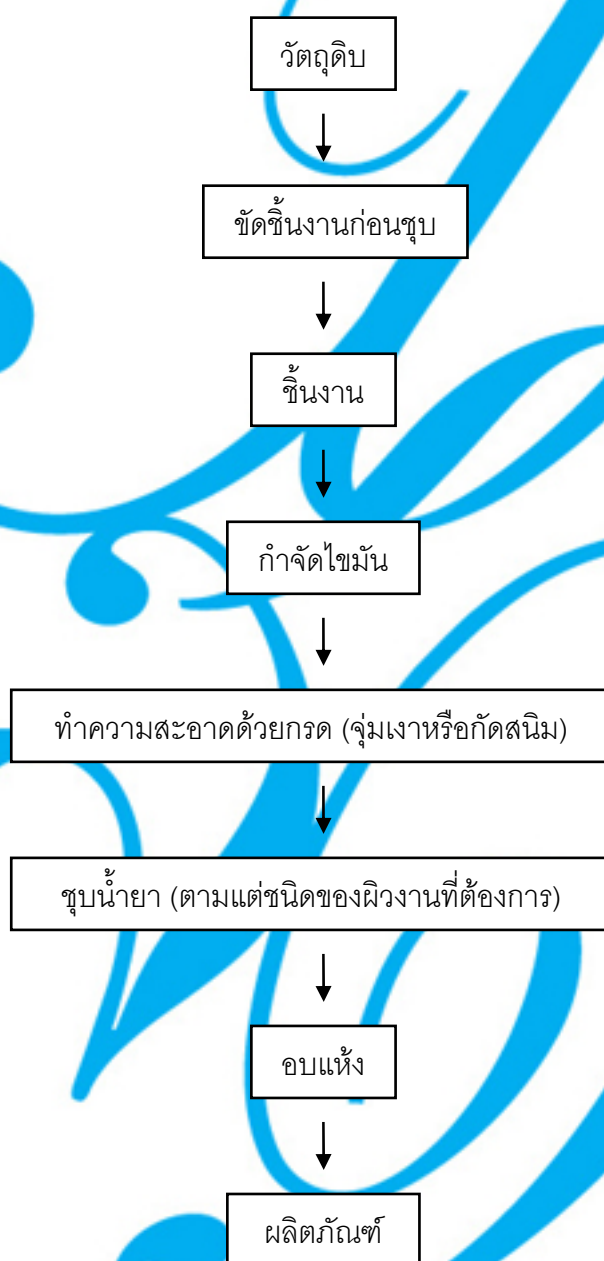 วัตถุดิบ
ขัดชิ้นงานก่อนชุบ
ชิ้นงาน
กำจัดไขมัน
ทำความสะอาดด้วยกรด (จุ่มเงาหรือกัดสนิม)
ชุบน้ำยา (ตามแต่ชนิดของผิวงานที่ต้องการ)
อบแห้ง
ผลิตภัณฑ์